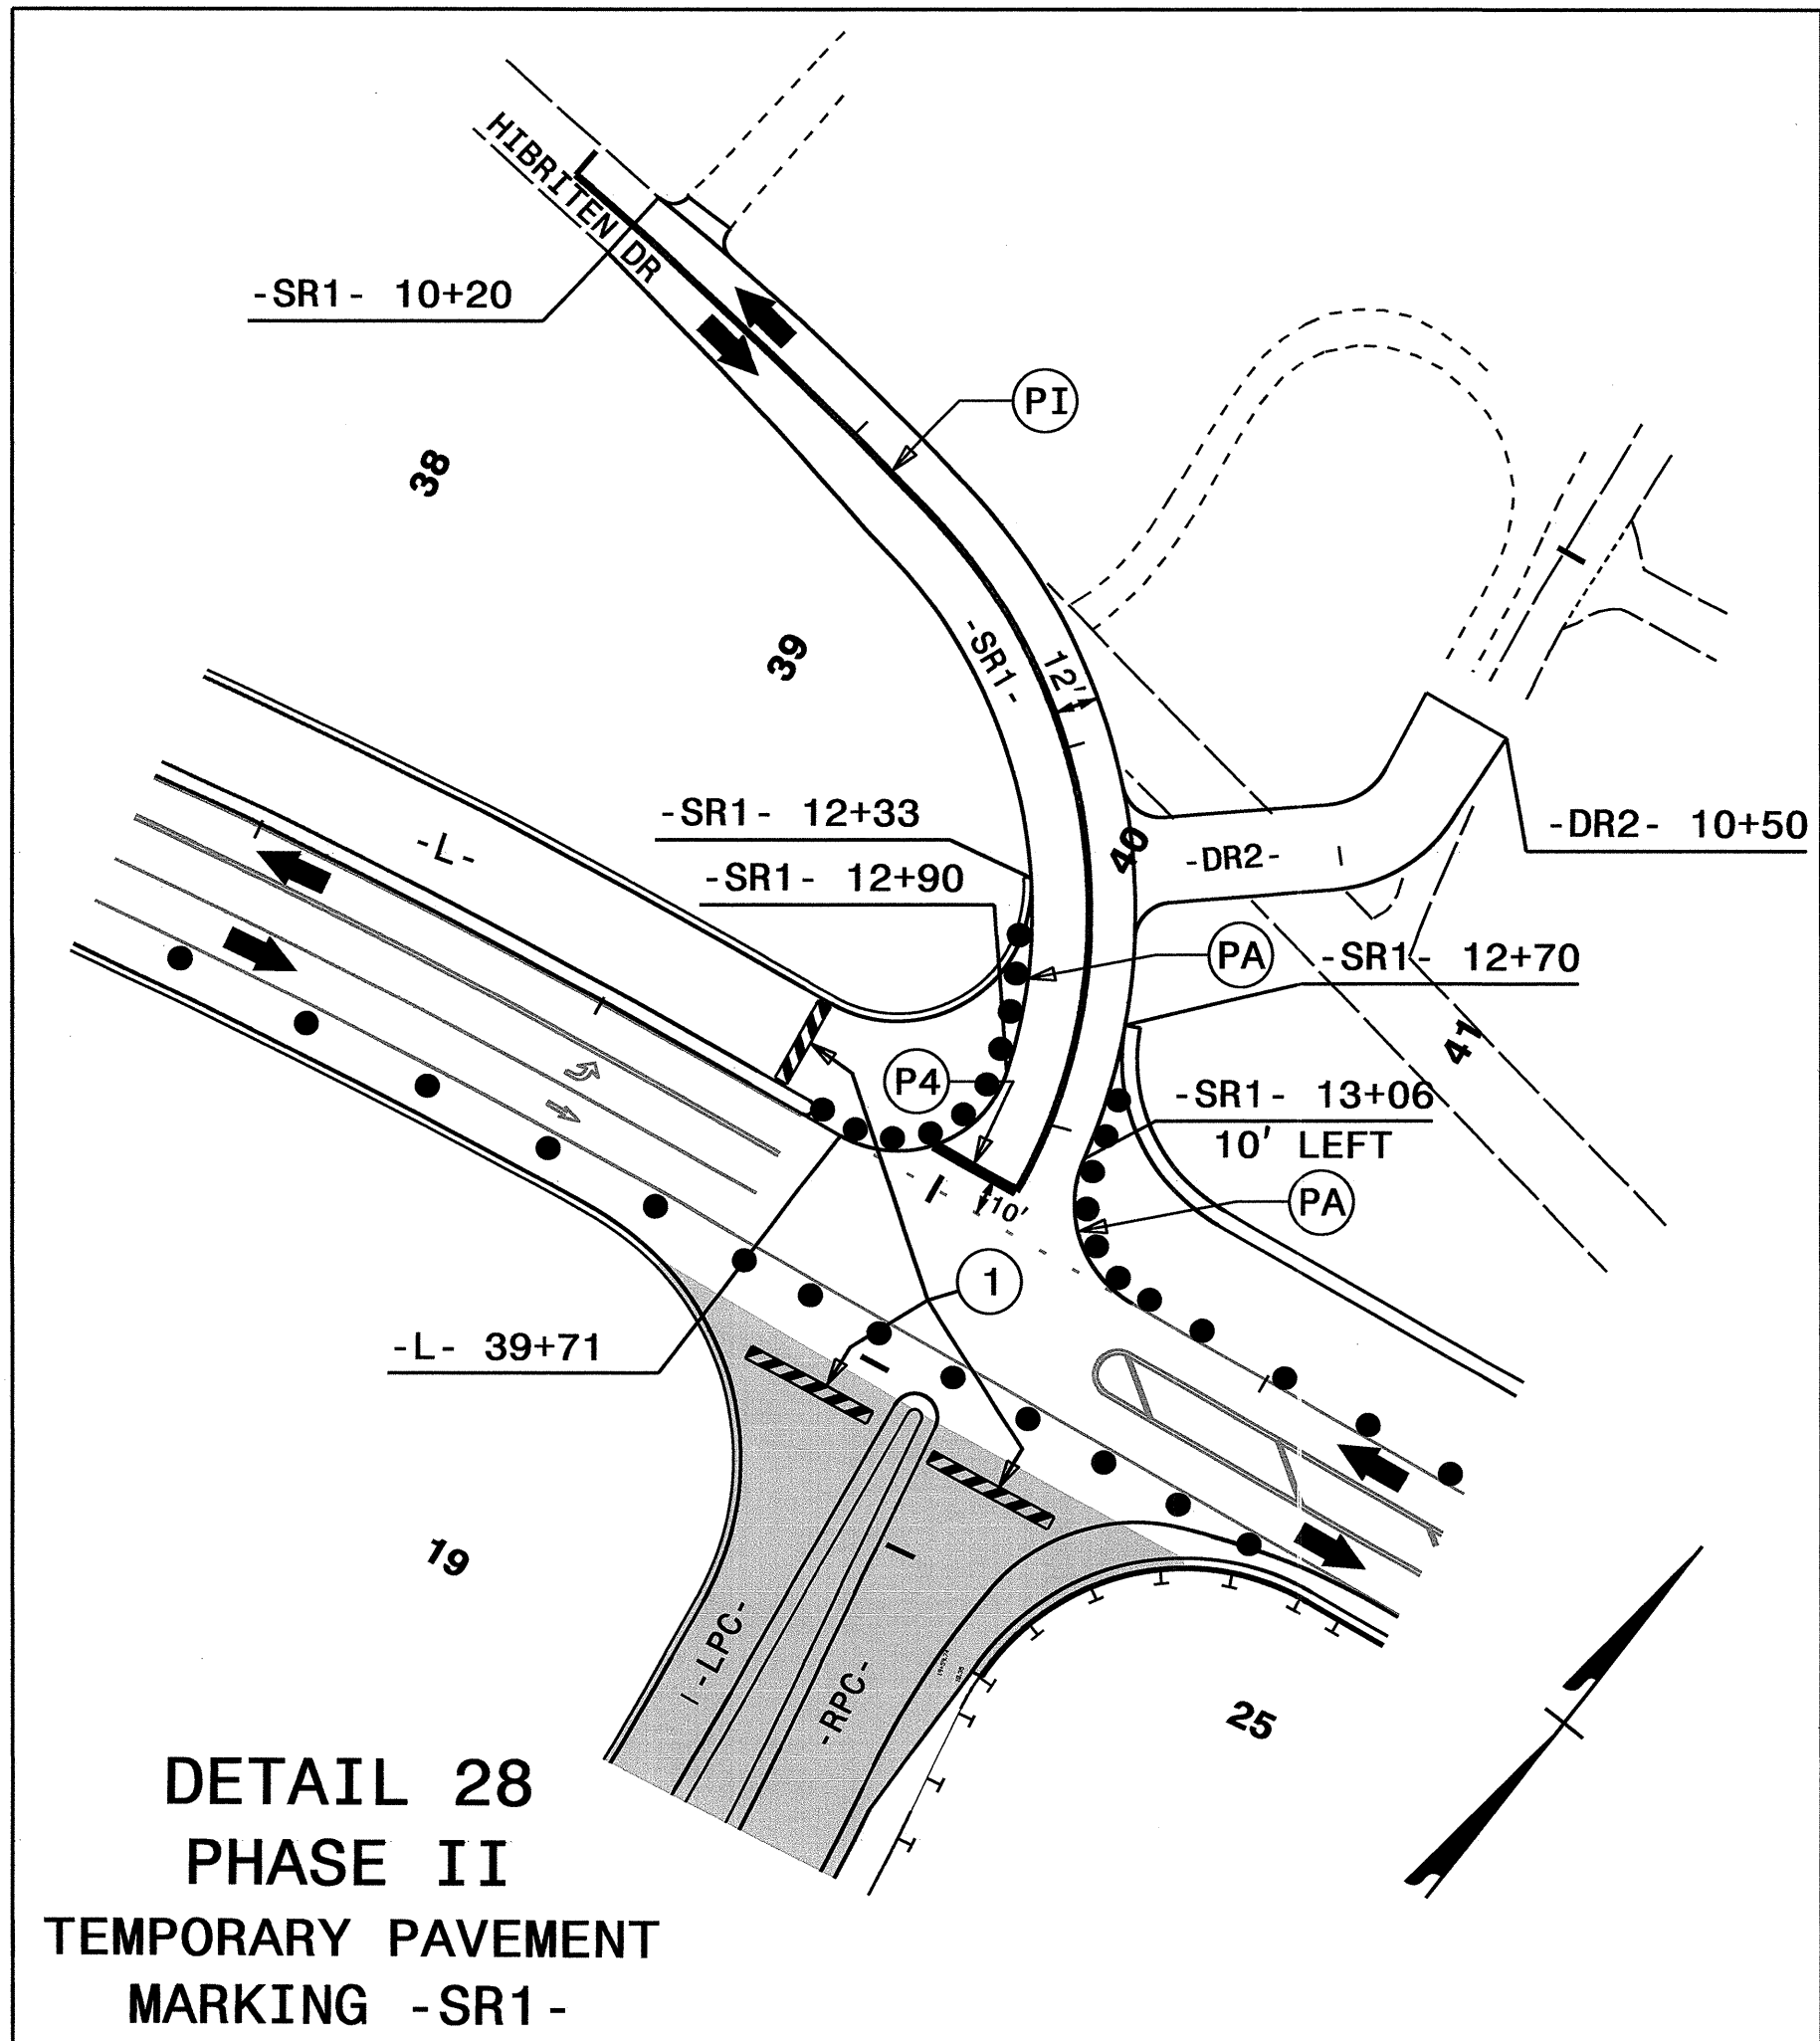 HIBRITEN DR
-SR1- 10+20
PI
38
39
-SR1-
12'
-SR1- 12+33
-SR1- 12+90
-L-
40
-DR2-
-DR2- 10+50
PA
-SR1- 12+70
41
P4
-SR1- 13+06
10' LEFT
PA
10'
1
-L- 39+71
19
-LPC-
-RPC-
25
DETAIL 28
PHASE II
TEMPORARY PAVEMENT
MARKING -SR1-